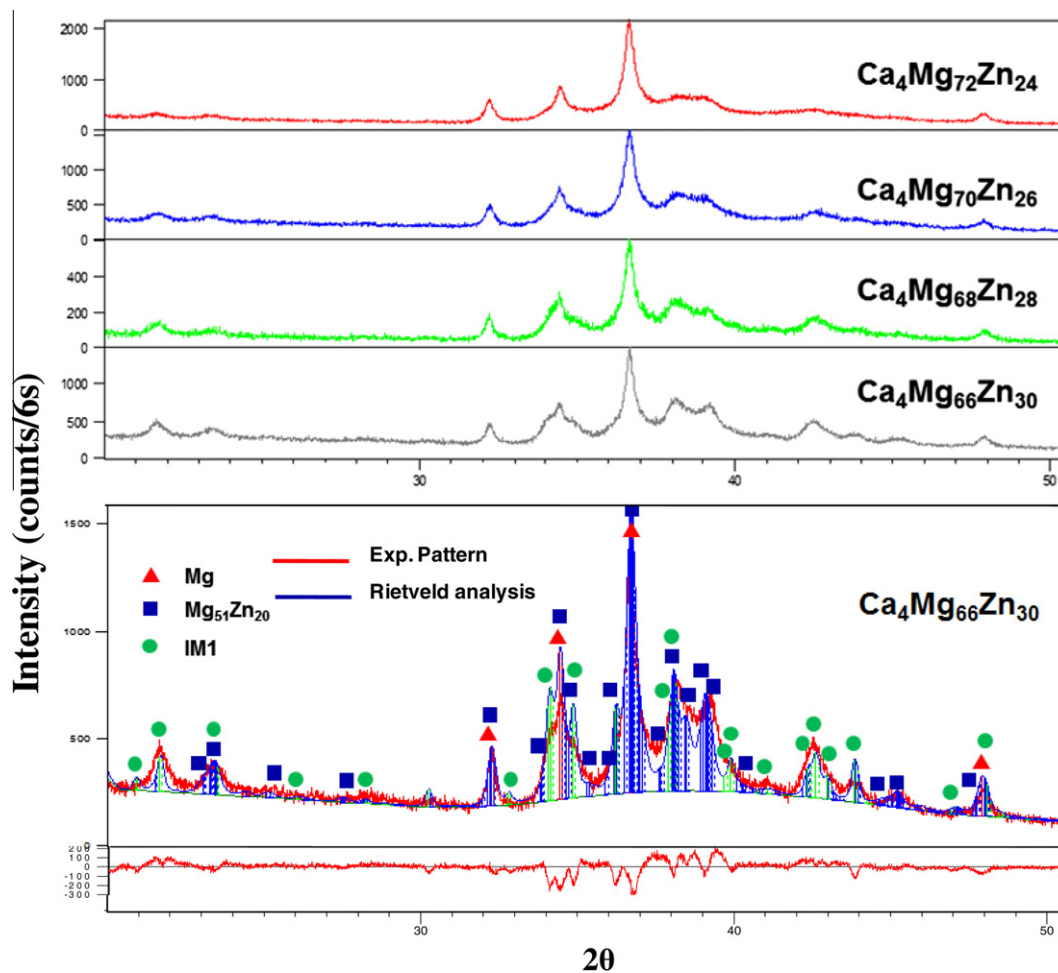 2000
1000
0
Ca4Mg72Zn24
1000
500
0
Ca4Mg70Zn26
400
200
0
Ca4Mg68Zn28
1000
500
0
Ca4Mg66Zn30
30
40
50
Intensity (counts/6s)
1500
1000
500
0
Mg
Mg51Zn20
IM1
Exp. Pattern
Rietveld analysis
Ca4Mg66Zn30
200
100
0
-100
-200
-300
30
40
50
2θ